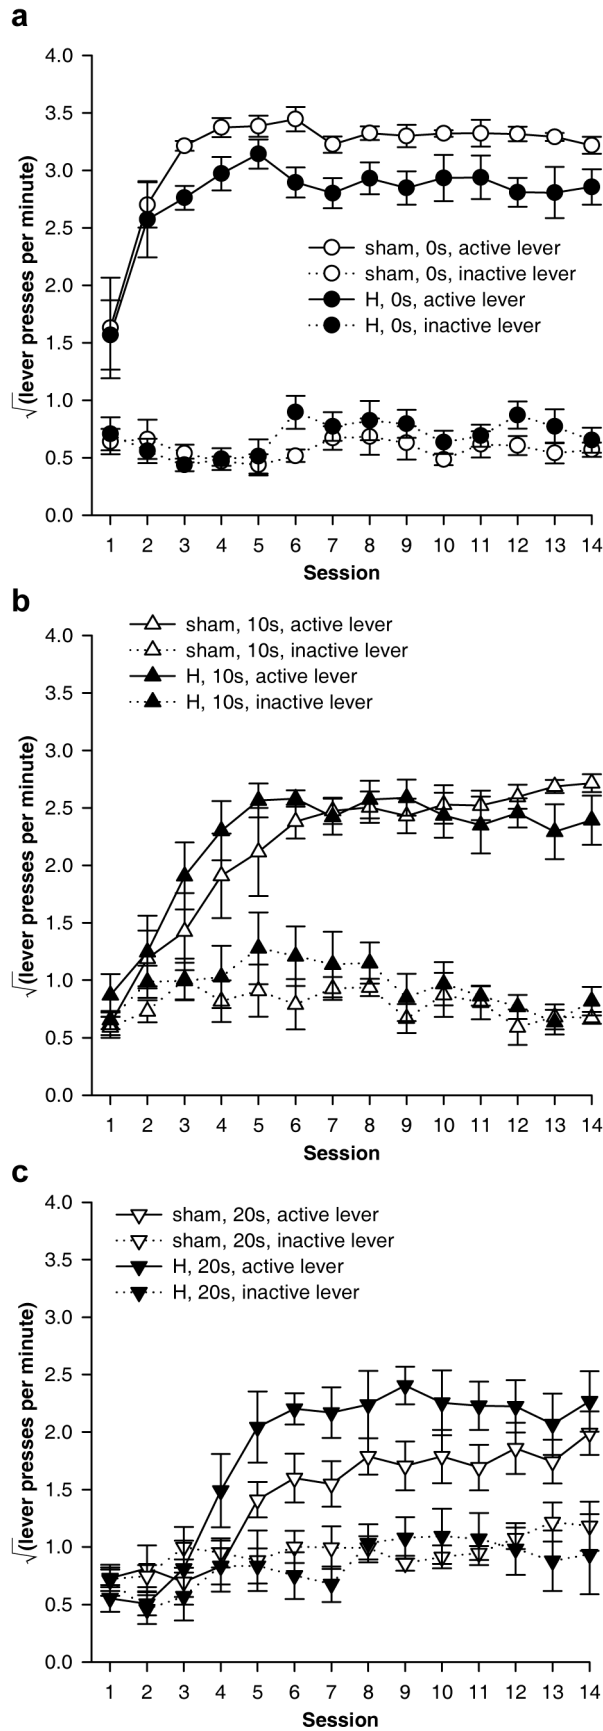 a
4.0
3.5
3.0
2.5
2.0
1.5
1.0
0.5
0.0
√(lever presses per minute)
sham, 0s, active lever
sham, 0s, inactive lever
H, 0s, active lever
H, 0s, inactive lever
1 2 3 4 5 6 7 8 9 10 11 12 13 14
Session
b
sham, 10s, active lever
sham, 10s, inactive lever
H, 10s, active lever
H, 10s, inactive lever
4.0
3.5
3.0
2.5
2.0
1.5
1.0
0.5
0.0
√(lever presses per minute)
1 2 3 4 5 6 7 8 9 10 11 12 13 14
Session
c
sham, 20s, active lever
sham, 20s, inactive lever
H, 20s, active lever
H, 20s, inactive lever
4.0
3.5
3.0
2.5
2.0
1.5
1.0
0.5
0.0
√(lever presses per minute)
1 2 3 4 5 6 7 8 9 10 11 12 13 14
Session